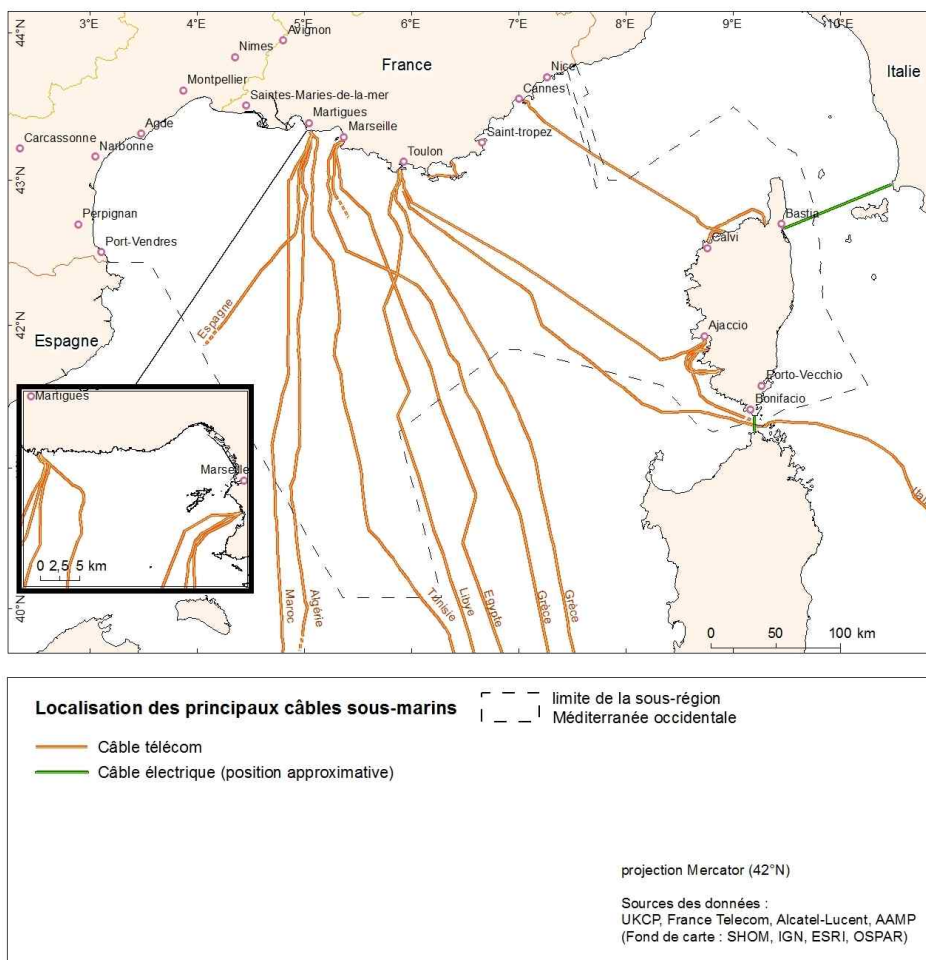 3°E
4°E
5°E
6°E
7°E
8°E
9°E
10°E
44°N
43°N
42°N
40°N
Avignon
Nimes
France
Nice
Italie
Montpellier
Cannes
Saintes-Maries-de-la-mer
Martigues
Agde
Marseille
Saint-tropez
Carcassonne
Narbonne
Toulon
Perpignan
Bastia
Port-Vendres
Calvi
Espagne
Espagne
Ajaccio
Porto-Vecchio
Bonifacio
Martigues
Marseille
0 2,5 5 km
Maroc
Algérie
Tunisie
Libye
Egypte
Grèce
Grèce
0 50 100 km
Localisation des principaux câbles sous-marins
limite de la sous-région
Méditerranée occidentale
Câble télécom
Câble électrique (position approximative)
projection Mercator (42°N)
Sources des données :
UKCP, France Telecom, Alcatel-Lucent, AAMP
(Fond de carte : SHOM, IGN, ESRI, OSPAR)